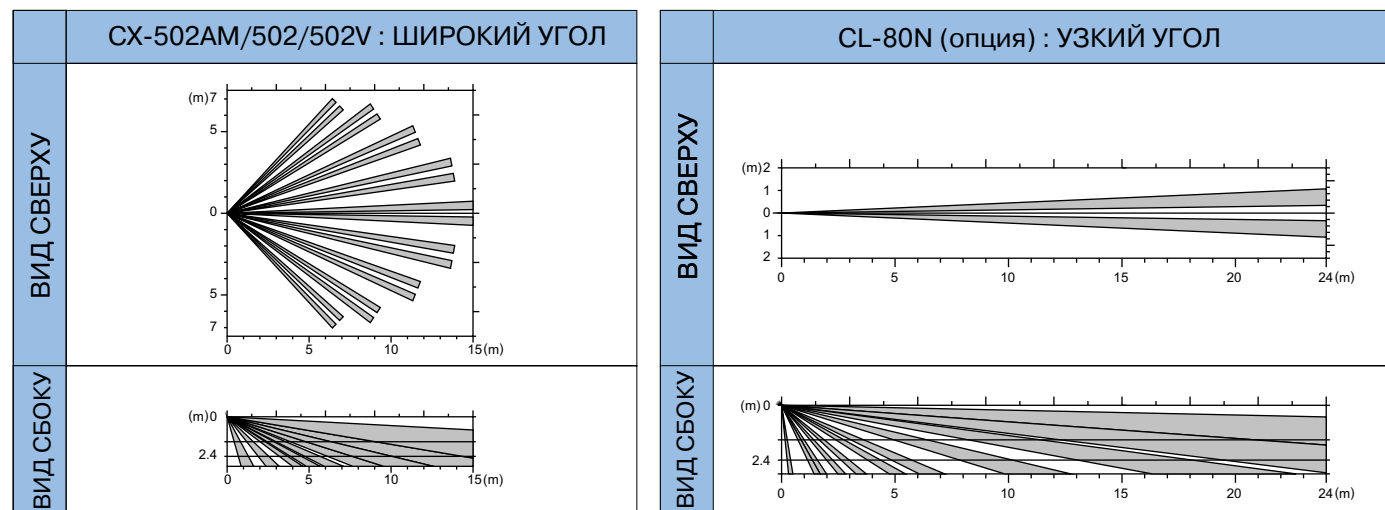 CX-502AM/502/502V : ШИРОКИЙ УГОЛ
ВИД СВЕРХУ
(m) 7
5
0
5
7
0 5 10 15 (m)
ВИД СБОКУ
(m) 0
2.4
0 5 10 15 (m)
CL-80N (опция) : УЗКИЙ УГОЛ
ВИД СВЕРХУ
(m) 2
1
0
1
2
0 5 10 15 20 24 (m)
ВИД СБОКУ
(m) 0
2.4
0 5 10 15 20 24 (m)